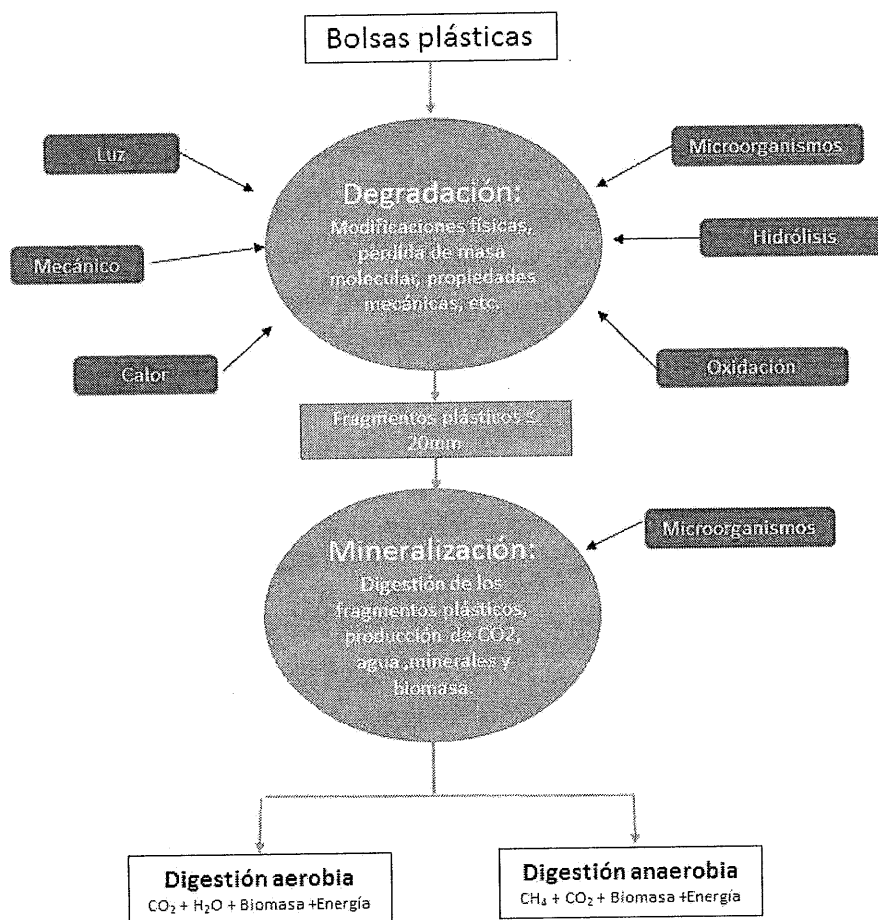 Bolsas plásticas
Luz
Microorganismos
Degradación:
Modificaciones físicas,
perdida de masa
molecular, propiedades
mecánicas, etc.
Mecánico
Hidrólisis
Calor
Oxidación
Fragmentos plásticos ≤
20mm
Microorganismos
Mineralización:
Digestión de los
fragmentos plásticos,
producción de CO2,
agua ,minerales y
biomasa.
Digestión aerobia
CO₂ + H₂O + Biomasa +Energía
Digestión anaerobia
CH₄ + CO₂ + Biomasa +Energía